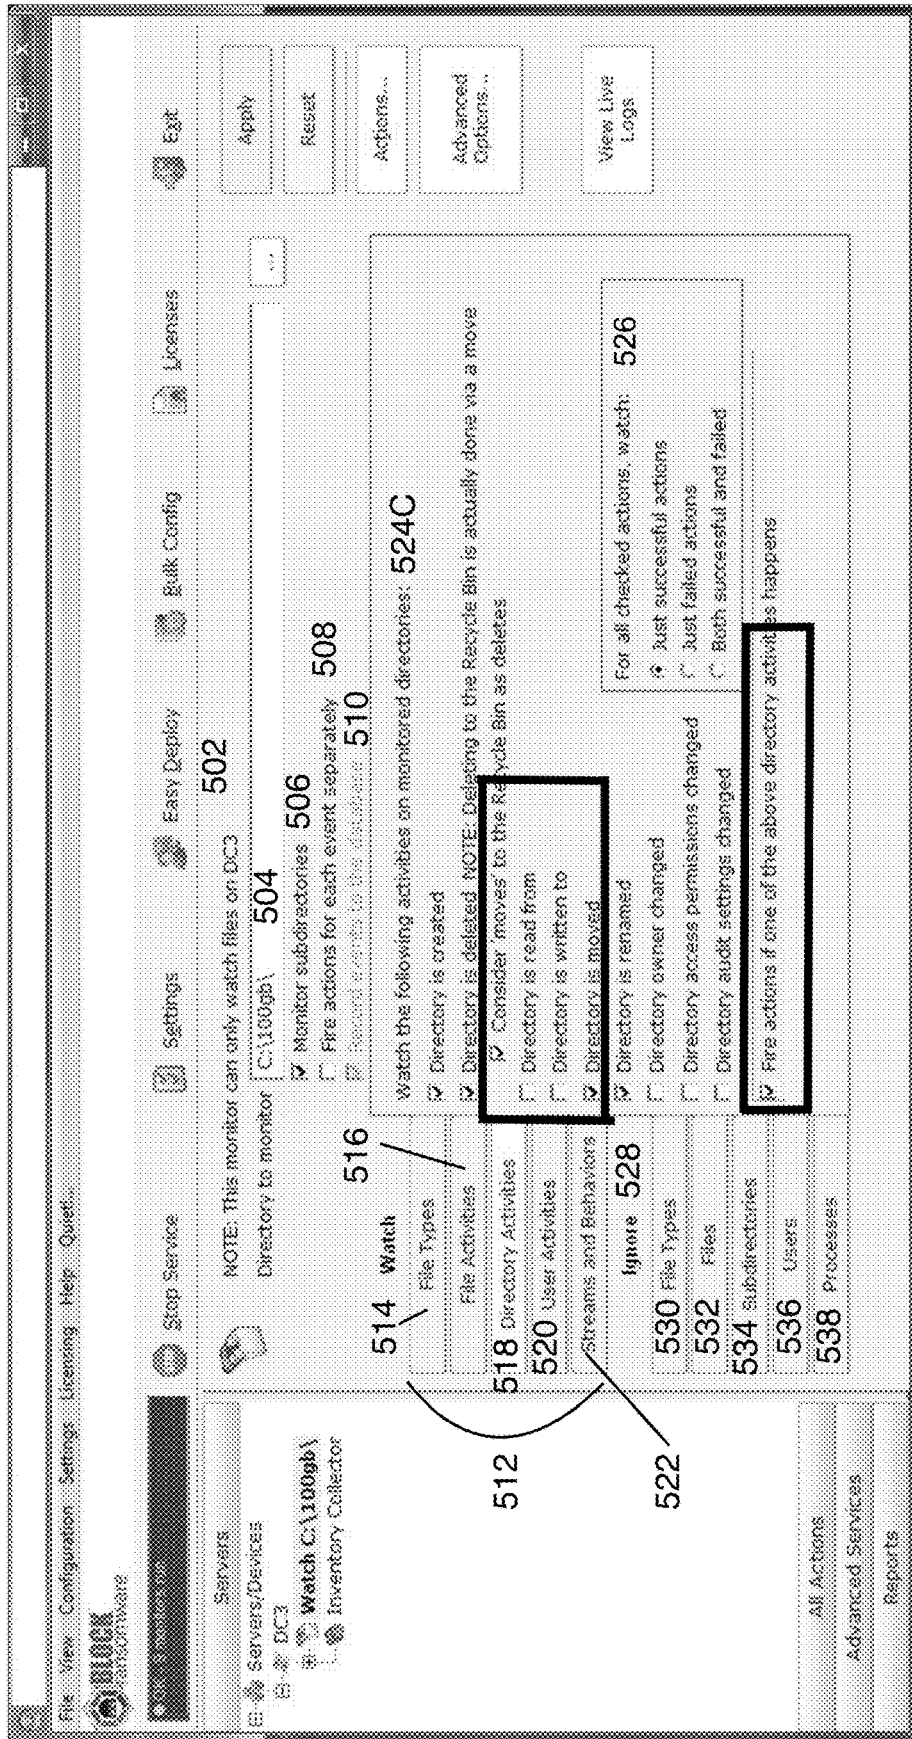 File View Configuration Settings Licensing Help Quiet!
BLOCK
ransomware
Stop Service
Settings
Easy Deploy
Bulk Config
Licenses
Exit
Servers
Servers/Devices
DC3
Watch C:\100gb\
Inventory Collector
All Actions
Advanced Services
Reports
NOTE: This monitor can only watch files on DC3
502
Directory to monitor
C:\100gb\
504
...
Monitor subdirectories 506
Fire actions for each event separately 508
510
512
Watch
514
File Types
516
File Activities
518 Directory Activities
520 User Activities
Streams and Behaviors
522
Ignore 528
530 File Types
532 Files
534 Subdirectories
536 Users
538 Processes
Watch the following activities on monitored directories: 524C
Directory is created
Directory is deleted NOTE: Deleting to the Recycle Bin is actually done via a move
Consider 'moves' to the Recycle Bin as deletes
Directory is read from
Directory is written to
Directory is moved
Directory is renamed
Directory owner changed
Directory access permissions changed
Directory audit settings changed
Fire actions if one of the above directory activities happens
For all checked actions, watch: 526
Just successful actions
Just failed actions
Both successful and failed
Apply
Reset
Actions...
Advanced
Options...
View Live
Logs